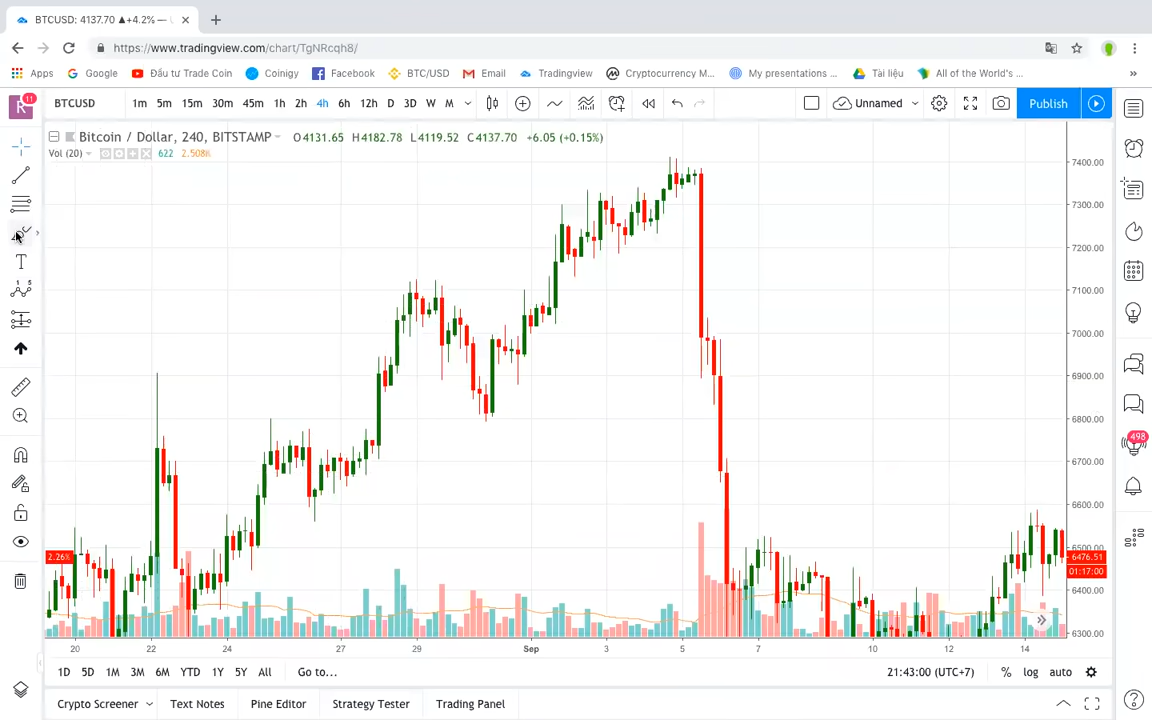 BTCUSD: 4137.70 ▲+4.2% —
https://www.tradingview.com/chart/TgNRcqh8/
Apps Google Đầu tư Trade Coin Coinigy Facebook BTC/USD Email Tradingview Cryptocurrency M... My presentations ... Tài liệu All of the World's ... »
R 11 BTCUSD 1m 5m 15m 30m 45m 1h 2h 4h 6h 12h D 3D W M Unnamed Publish
Bitcoin / Dollar, 240, BITSTAMP O4131.65 H4182.78 L4119.52 C4137.70 +6.05 (+0.15%)
Vol (20) 622 2.508K
7400.00
7300.00
7200.00
7100.00
7000.00
6900.00
6800.00
6700.00
6600.00
6500.00
2.26% 6476.51
01:17:00
6400.00
6300.00
498
5
20 22 24 27 29 Sep 3 5 7 10 12 14
1D 5D 1M 3M 6M YTD 1Y 5Y All Go to... 21:43:00 (UTC+7) % log auto
Crypto Screener Text Notes Pine Editor Strategy Tester Trading Panel